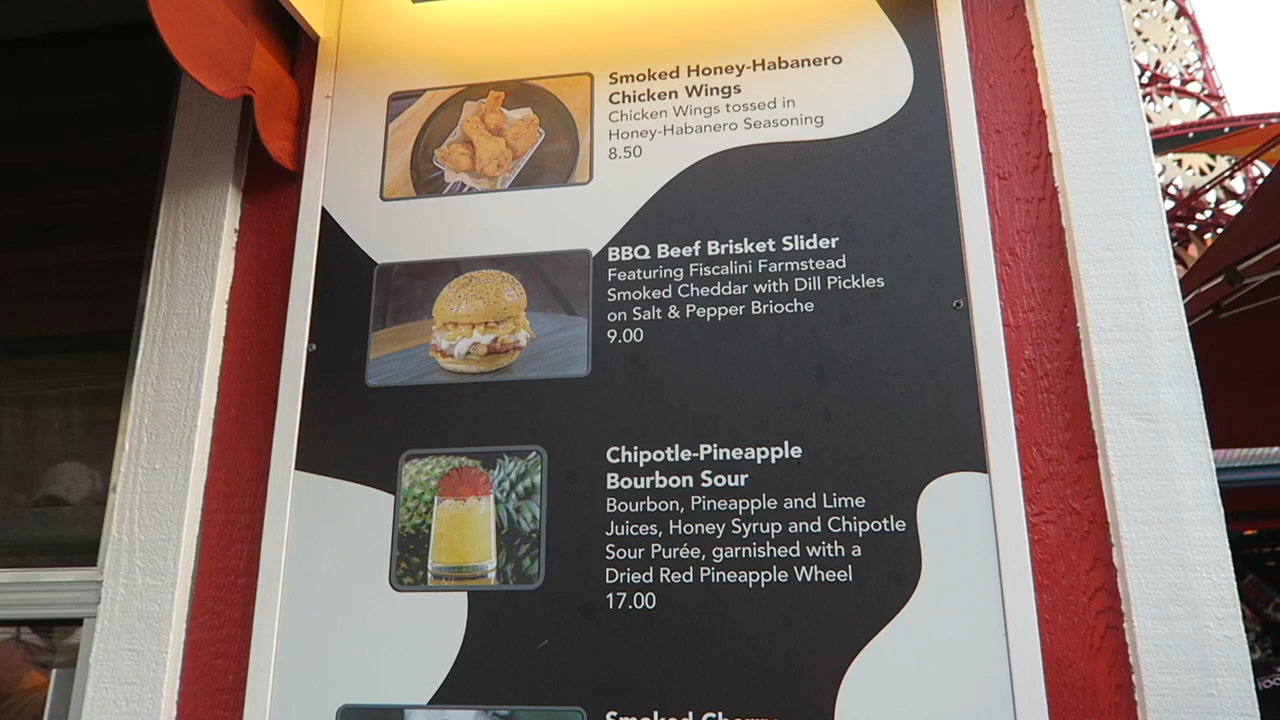 Smoked Honey-Habanero
Chicken Wings
Chicken Wings tossed in
Honey-Habanero Seasoning
8.50
BBQ Beef Brisket Slider
Featuring Fiscalini Farmstead
Smoked Cheddar with Dill Pickles
on Salt & Pepper Brioche
9.00
Chipotle-Pineapple
Bourbon Sour
Bourbon, Pineapple and Lime
Juices, Honey Syrup and Chipotle
Sour Purée, garnished with a
Dried Red Pineapple Wheel
17.00
Smoked